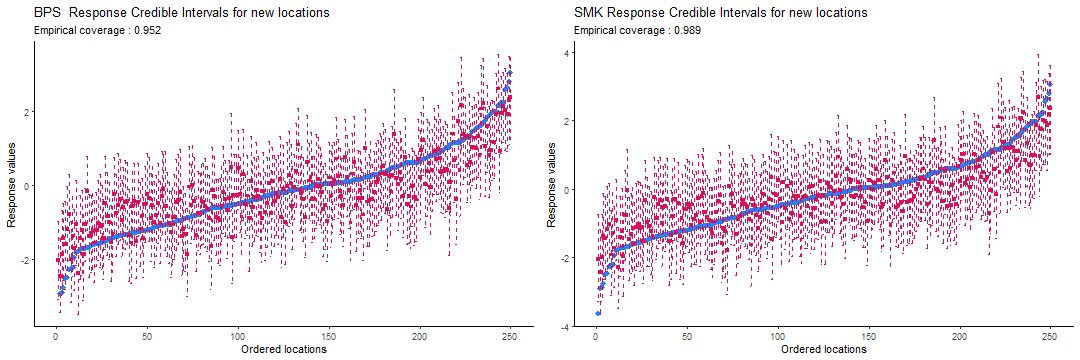 BPS  Response Credible Intervals for new locations
Empirical coverage : 0.952
Response values
2
0
-2
0
50
100
150
200
250
Ordered locations
SMK Response Credible Intervals for new locations
Empirical coverage : 0.989
Response values
4
2
0
-2
-4
0
50
100
150
200
250
Ordered locations